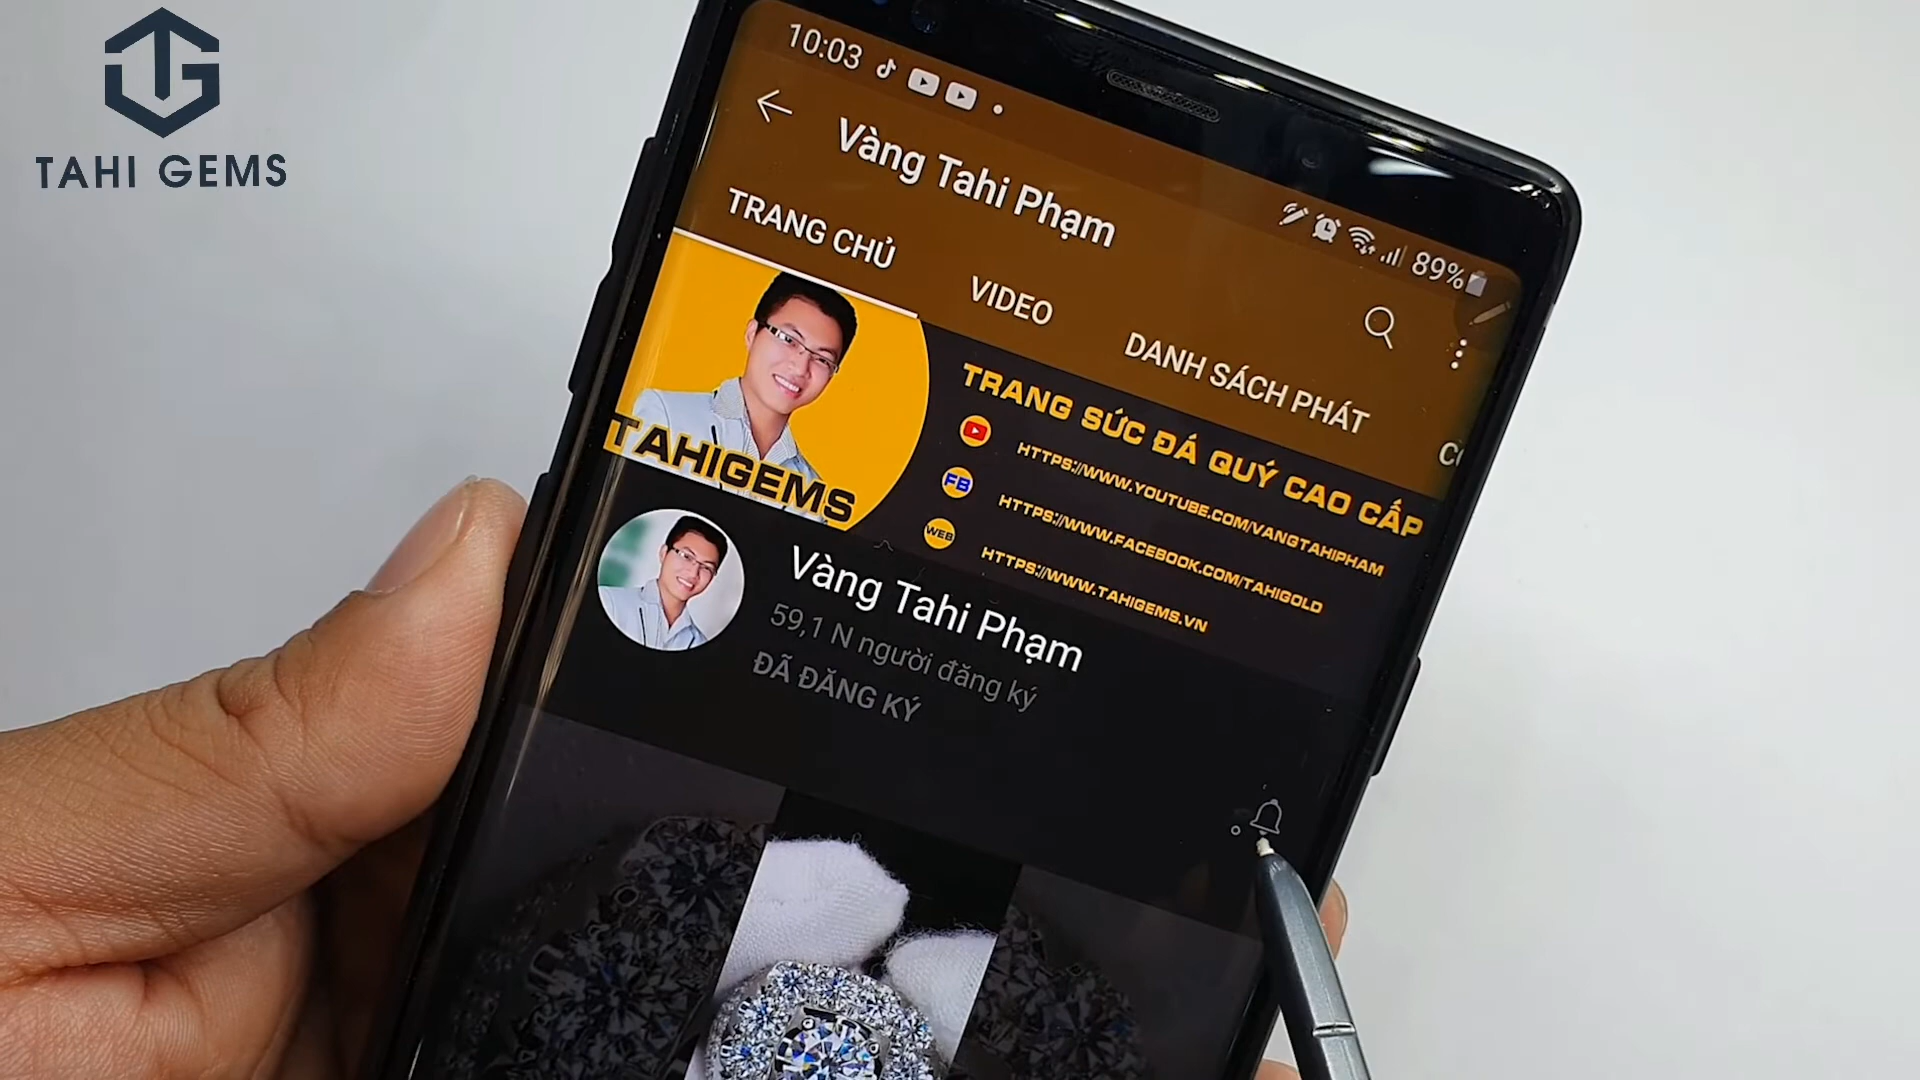 TAHI GEMS
10:03
89%
Vàng Tahi Phạm
TRANG CHỦ
VIDEO
DANH SÁCH PHÁT
TAHIGEMS
TRANG SỨC ĐÁ QUÝ CAO CẤP
HTTPS://WWW.YOUTUBE.COM/VANGTAHIPHAM
FB
HTTPS://WWW.FACEBOOK.COM/TAHIGOLD
WEB
HTTPS://WWW.TAHIGEMS.VN
Vàng Tahi Phạm
59,1 N người đăng ký
ĐÃ ĐĂNG KÝ